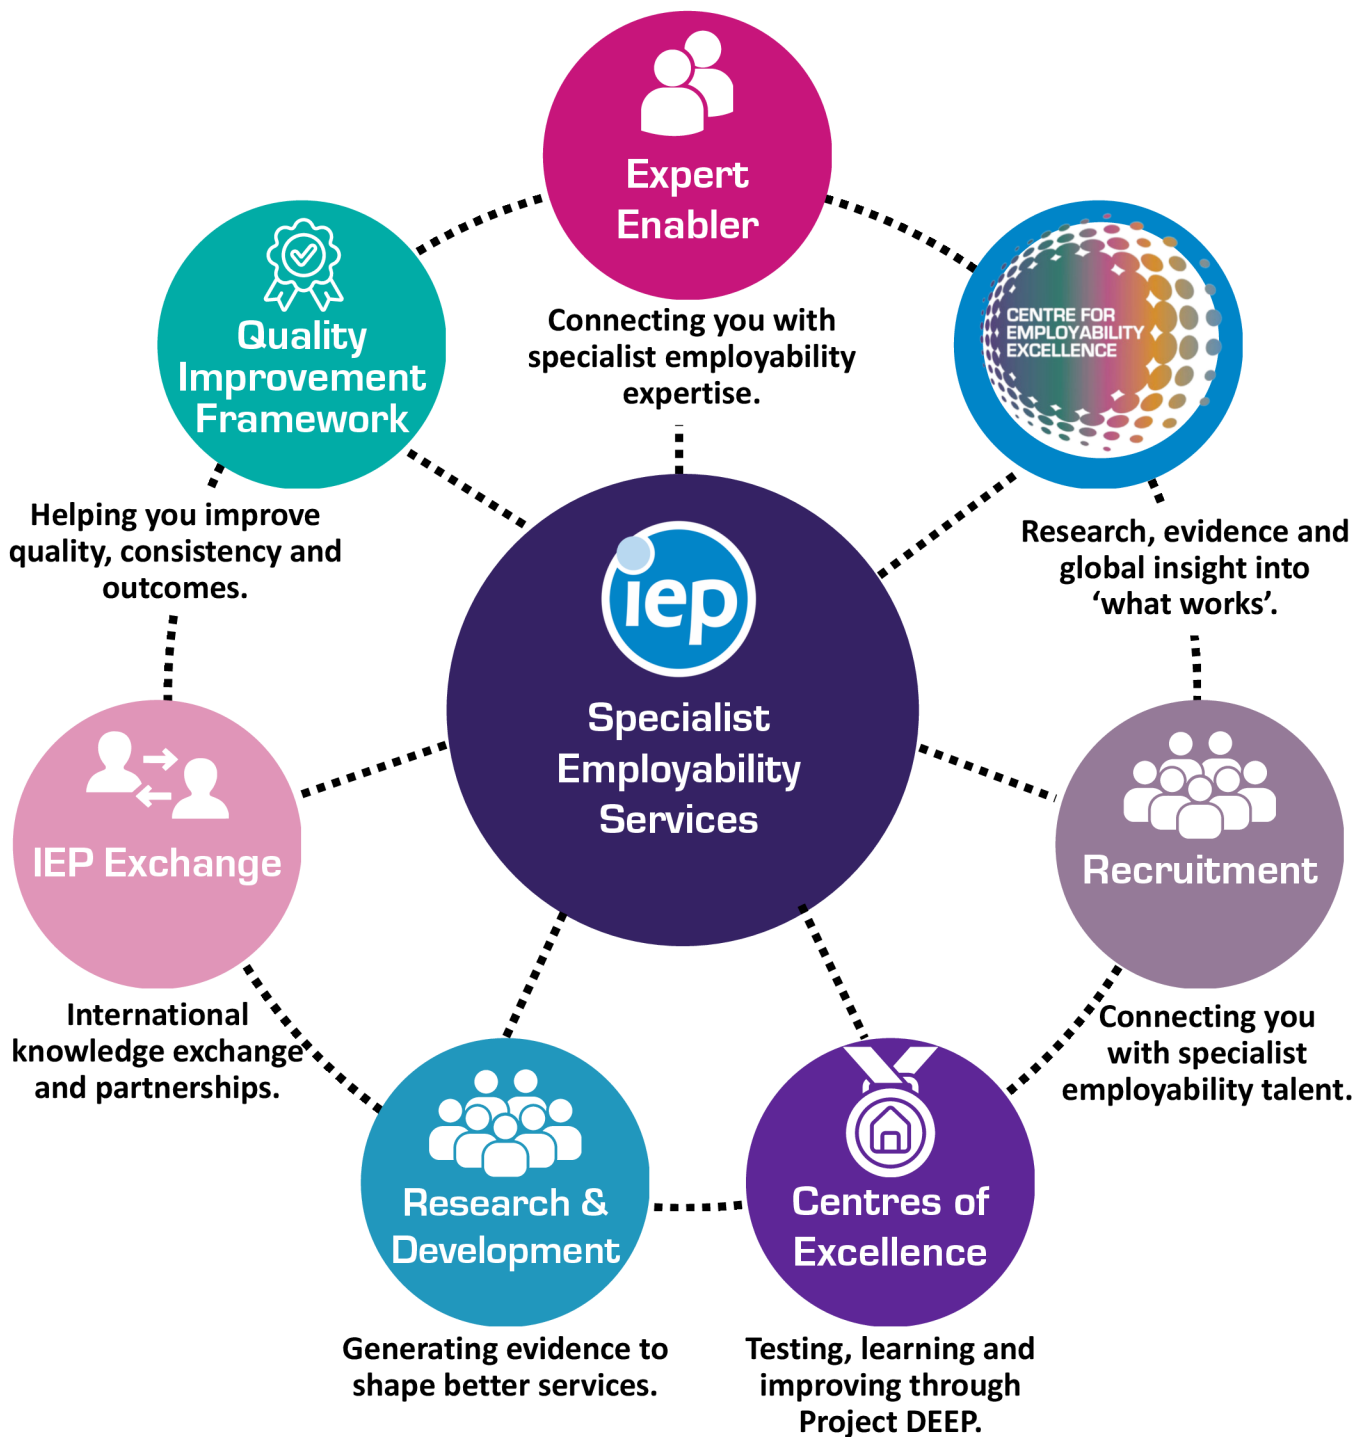 Expert
Enabler
Connecting you with
specialist employability
expertise.
CENTRE FOR
EMPLOYABILITY
EXCELLENCE
Research, evidence and
global insight into
‘what works’.
Recruitment
Connecting you
with specialist
employability talent.
Centres of
Excellence
Testing, learning and
improving through
Project DEEP.
Research &
Development
Generating evidence to
shape better services.
IEP Exchange
International
knowledge exchange
and partnerships.
Quality
Improvement
Framework
Helping you improve
quality, consistency and
outcomes.
iep
Specialist
Employability
Services